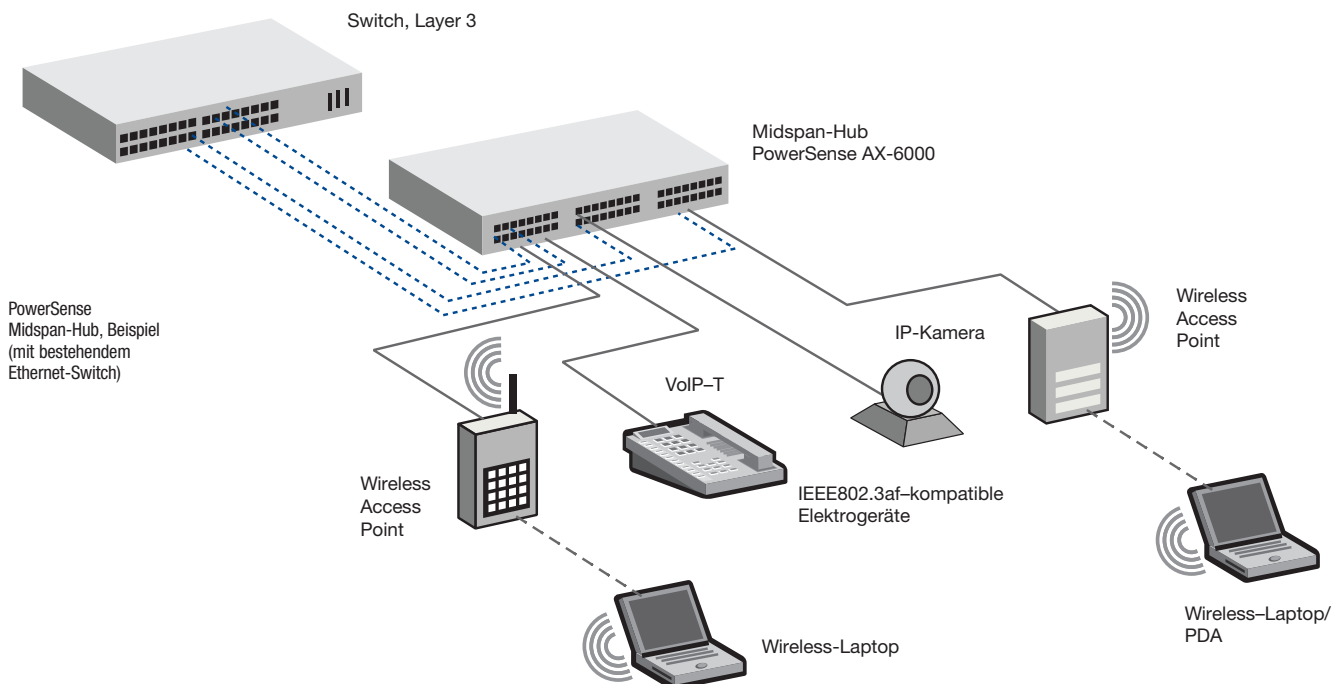 Switch, Layer 3
Midspan-Hub
PowerSense AX-6000
PowerSense
Midspan-Hub, Beispiel
(mit bestehendem
Ethernet-Switch)
Wireless
Access
Point
IP-Kamera
VoIP–T
Wireless
Access
Point
IEEE802.3af–kompatible
Elektrogeräte
Wireless-Laptop
Wireless–Laptop/
PDA